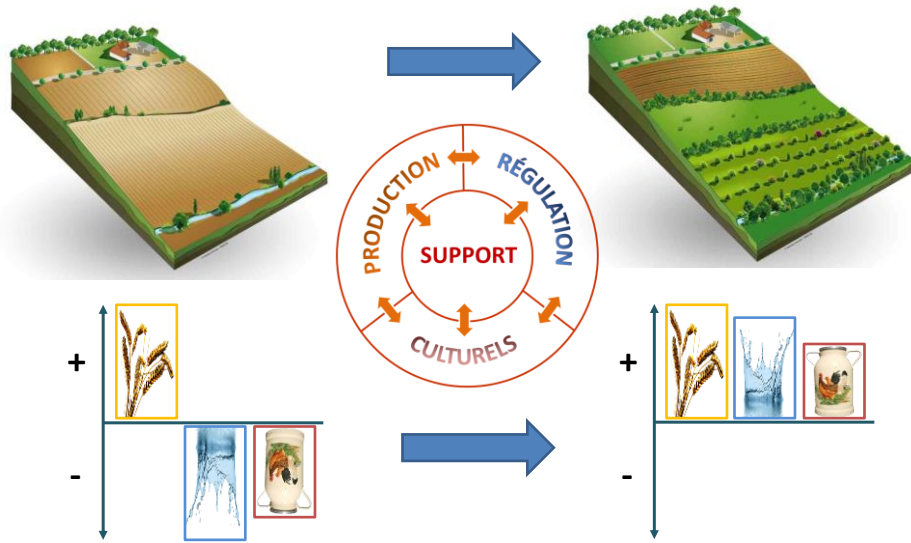 PRODUCTION
RÉGULATION
SUPPORT
CULTURELS
+
-
+
-